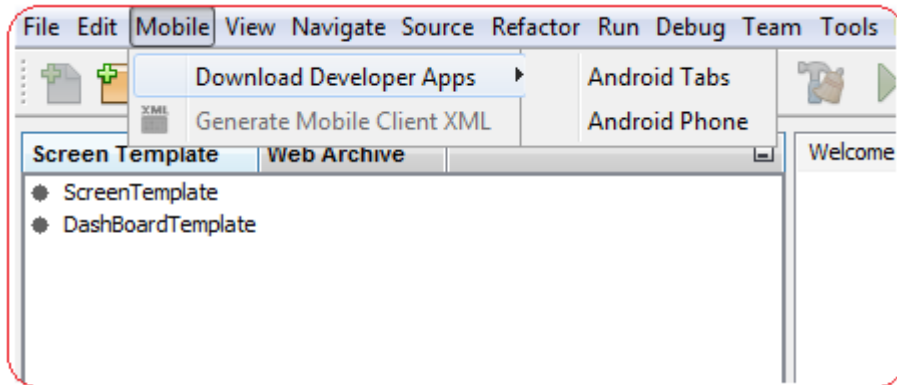 File Edit Mobile View Navigate Source Refactor Run Debug Team Tools
Download Developer Apps Android Tabs
XML Generate Mobile Client XML Android Phone
Screen Template Web Archive Welcome
ScreenTemplate
DashBoardTemplate